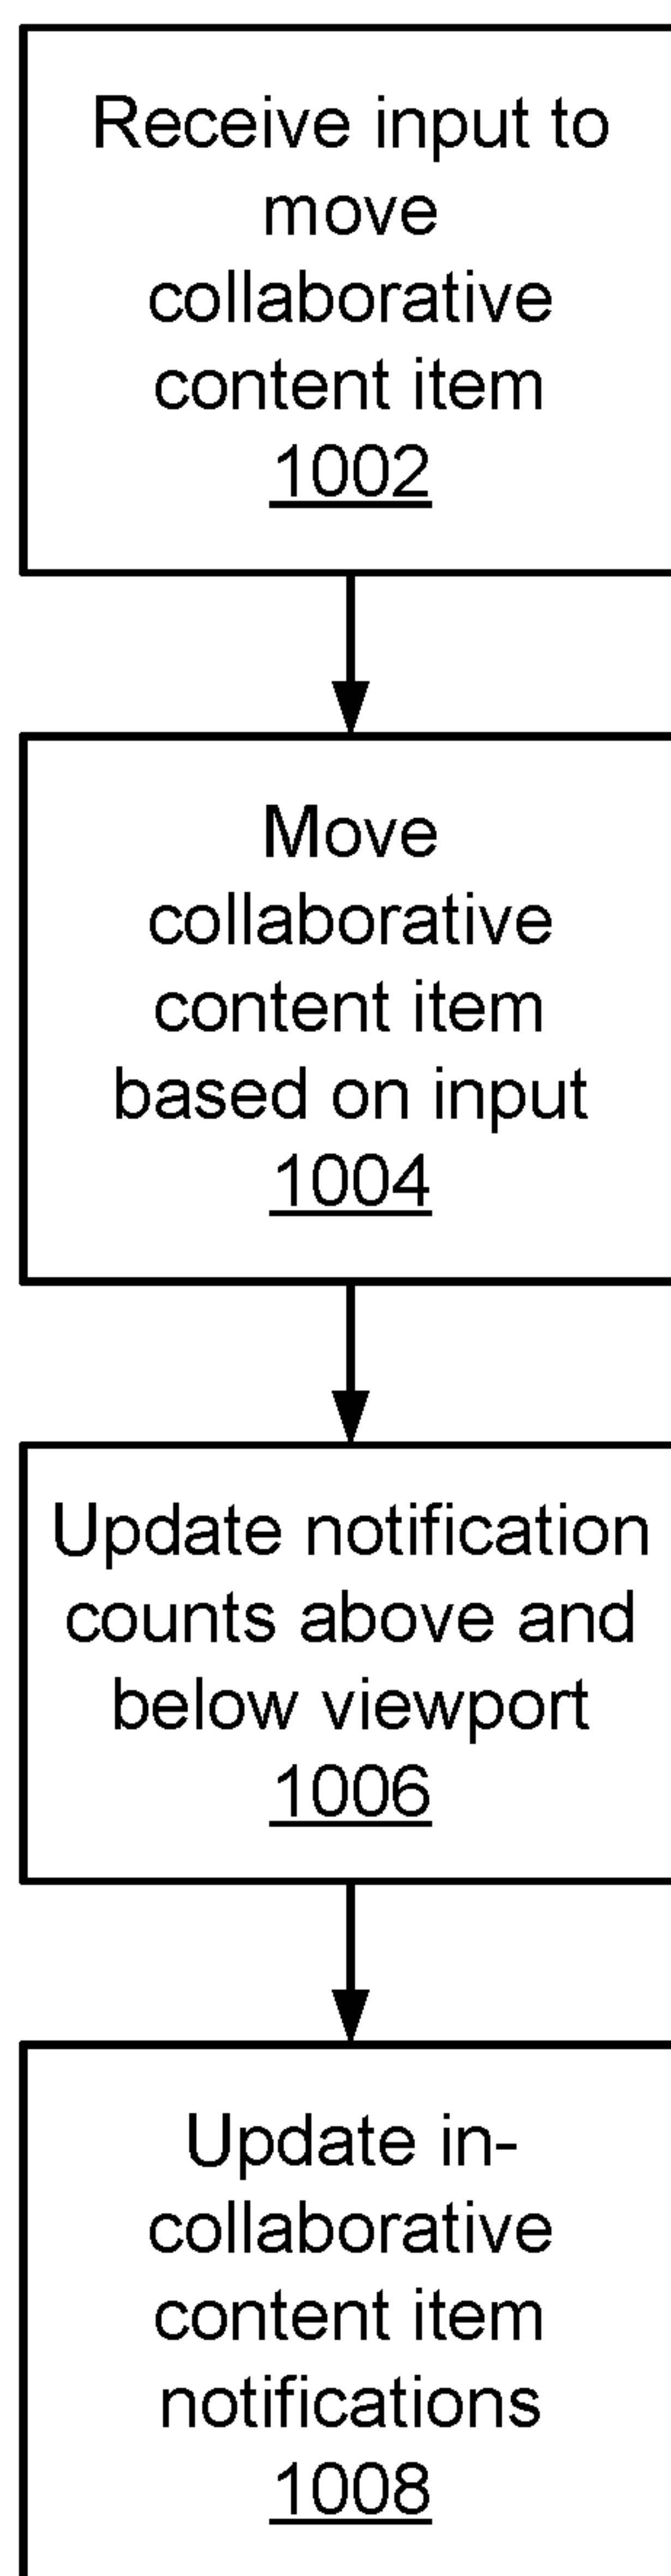 Receive input to
move
collaborative
content item
1002
Move
collaborative
content item
based on input
1004
Update notification
counts above and
below viewport
1006
Update in-
collaborative
content item
notifications
1008